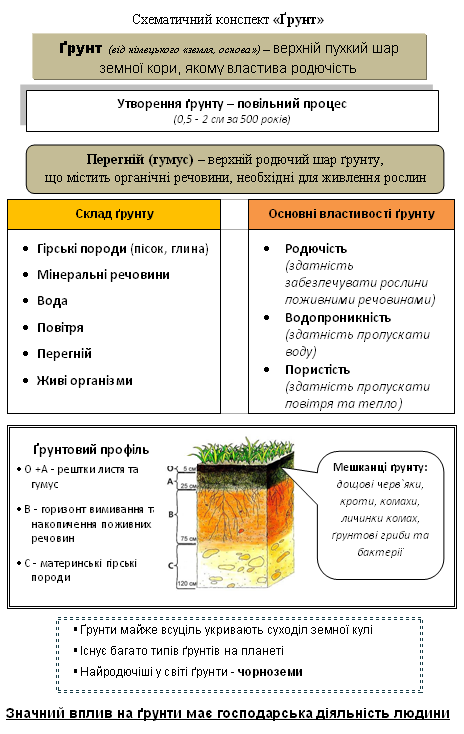 Схематичний конспект «Ґрунт»
Ґрунт (від німецького «земля, основа») – верхній пухкий шар
земної кори, якому властива родючість
Утворення ґрунту – повільний процес
(0,5 - 2 см за 500 років)
Перегній (гумус) – верхній родючий шар ґрунту,
що містить органічні речовини, необхідні для живлення рослин
Склад ґрунту
• Гірські породи (пісок, глина)
• Мінеральні речовини
• Вода
• Повітря
• Перегній
• Живі організми
Основні властивості ґрунту
• Родючість
(здатність
забезпечувати рослини
поживними речовинами)
• Водопроникність
(здатність пропускати
воду)
• Пористість
(здатність пропускати
повітря та тепло)
Ґрунтовий профіль
• О +А - рештки листя та
гумус
• В - горизонт вимивання та
накопичення поживних
речовин
• С - материнські гірські
породи
О 5 см
А 25 см
В
75 см
С
120 см
Мешканці ґрунту:
дощові черв`яки,
кроти, комахи,
личинки комах,
ґрунтові гриби та
бактерії
▪ Ґрунти майже всуціль укривають суходіл земної кулі
▪ Існує багато типів ґрунтів на планеті
▪ Найродючіші у світі ґрунти - чорноземи
Значний вплив на ґрунти має господарська діяльність людини